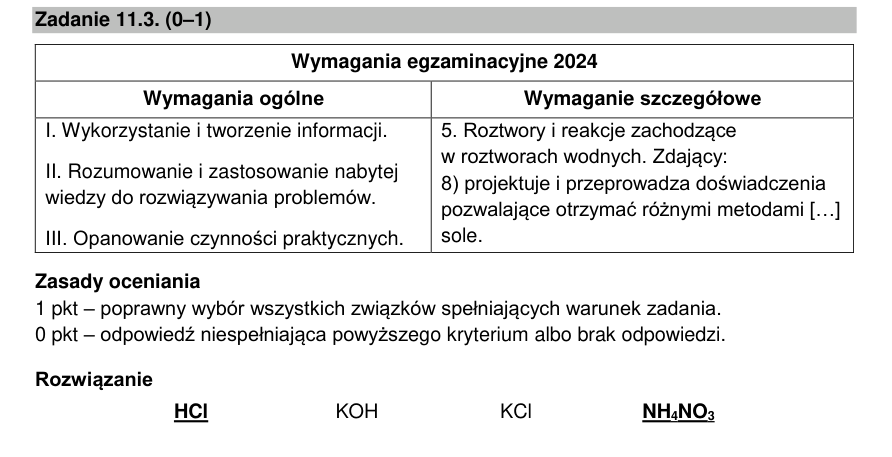 Zadanie 11.3. (0–1)
Wymagania egzaminacyjne 2024
Wymagania ogólne
Wymaganie szczegółowe
I. Wykorzystanie i tworzenie informacji.
II. Rozumowanie i zastosowanie nabytej
wiedzy do rozwiązywania problemów.
III. Opanowanie czynności praktycznych.
5. Roztwory i reakcje zachodzące
w roztworach wodnych. Zdający:
8) projektuje i przeprowadza doświadczenia
pozwalające otrzymać różnymi metodami […]
sole.
Zasady oceniania
1 pkt – poprawny wybór wszystkich związków spełniających warunek zadania.
0 pkt – odpowiedź niespełniająca powyższego kryterium albo brak odpowiedzi.
Rozwiązanie
HCl KOH KCl NH₄NO₃